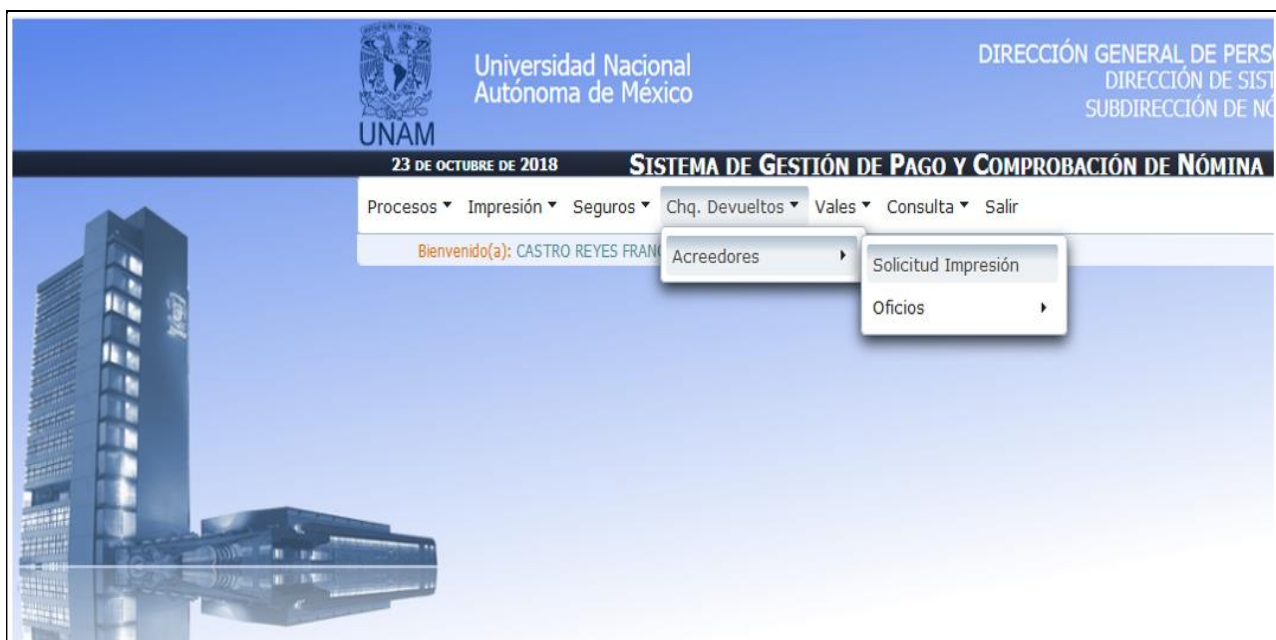 Universidad Nacional
Autónoma de México
UNAM
DIRECCIÓN GENERAL DE PERS
DIRECCIÓN DE SIST
SUBDIRECCIÓN DE NÓ
23 DE OCTUBRE DE 2018 SISTEMA DE GESTIÓN DE PAGO Y COMPROBACIÓN DE NÓMINA
Procesos Impresión Seguros Chq. Devueltos Vales Consulta Salir
Bienvenido(a): CASTRO REYES FRAN
Acreedores
Solicitud Impresión
Oficios